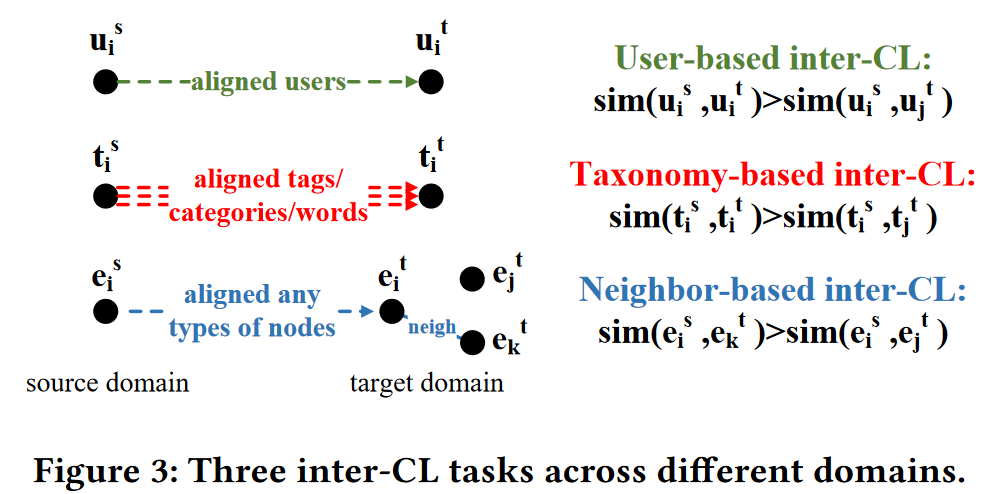 u_i^s u_i^t
aligned users
User-based inter-CL:
sim(u_i^s ,u_i^t )>sim(u_i^s ,u_j^t )
t_i^s t_i^t
aligned tags/
categories/words
Taxonomy-based inter-CL:
sim(t_i^s ,t_i^t )>sim(t_i^s ,t_j^t )
e_i^s e_i^t e_j^t
aligned any
types of nodes
neigh
e_k^t
Neighbor-based inter-CL:
sim(e_i^s ,e_k^t )>sim(e_i^s ,e_j^t )
source domain target domain
Figure 3: Three inter-CL tasks across different domains.